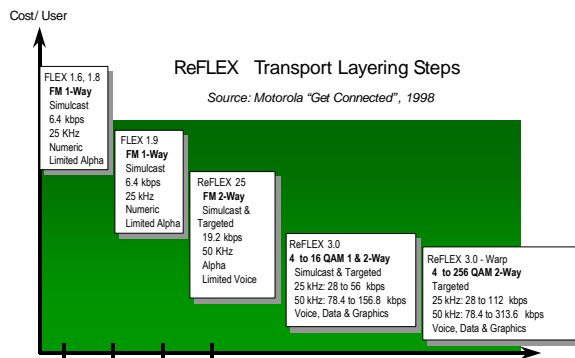 Cost/ User
ReFLEX Transport Layering Steps
Source: Motorola “Get Connected”, 1998
FLEX 1.6, 1.8
FM 1-Way
Simulcast
6.4 kbps
25 KHz
Numeric
Limited Alpha
FLEX 1.9
FM 1-Way
Simulcast
6.4 kbps
25 kHz
Numeric
Limited Alpha
ReFLEX 25
FM 2-Way
Simulcast &
Targeted
19.2 kbps
50 KHz
Alpha
Limited Voice
ReFLEX 3.0
4 to 16 QAM 1 & 2-Way
Simulcast & Targeted
25 kHz: 28 to 56 kbps
50 kHz: 78.4 to 156.8 kbps
Voice, Data & Graphics
ReFLEX 3.0 - Warp
4 to 256 QAM 2-Way
Targeted
25 kHz: 28 to 112 kbps
50 kHz: 78.4 to 313.6 kbps
Voice, Data & Graphics